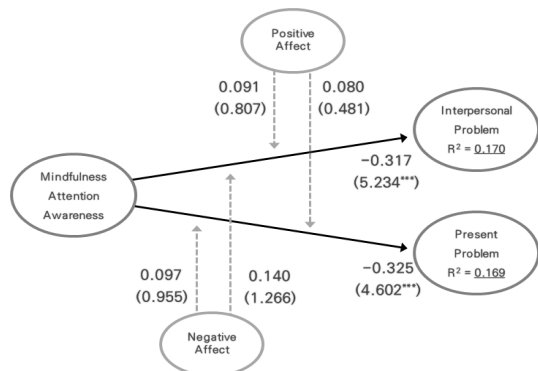 Positive
Affect
0.091
(0.807)
0.080
(0.481)
Interpersonal
Problem
R² = 0.170
−0.317
(5.234***)
Mindfulness
Attention
Awareness
Present
Problem
R² = 0.169
−0.325
(4.602***)
0.097
(0.955)
0.140
(1.266)
Negative
Affect